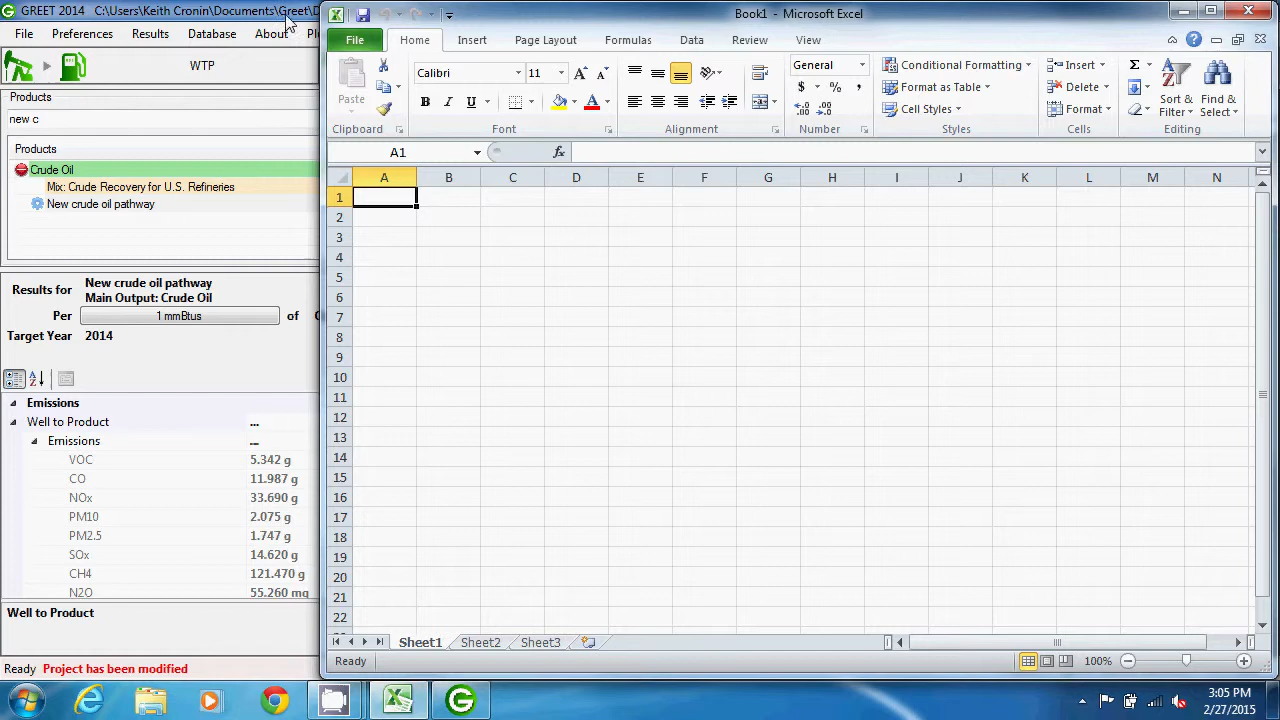 GREET 2014 C:\Users\Keith Cronin\Documents\Greet\D
File Preferences Results Database About Pl
WTP
Products
new c
Products
Crude Oil
Mix: Crude Recovery for U.S. Refineries
New crude oil pathway
Results for New crude oil pathway
Main Output: Crude Oil
Per 1 mmBtus of
Target Year 2014
Emissions
Well to Product ...
Emissions ...
VOC 5.342 g
CO 11.987 g
NOx 33.690 g
PM10 2.075 g
PM2.5 1.747 g
SOx 14.620 g
CH4 121.470 g
N2O 55.260 mg
Well to Product
Ready Project has been modified
Book1 - Microsoft Excel
File Home Insert Page Layout Formulas Data Review View
Paste
Clipboard
Calibri 11
B I U
Font
Alignment
General
$ % ,
Number
Conditional Formatting
Format as Table
Cell Styles
Styles
Insert
Delete
Format
Cells
Σ
Sort & Filter
Find & Select
Editing
A1 fx
A B C D E F G H I J K L M N
1
2
3
4
5
6
7
8
9
10
11
12
13
14
15
16
17
18
19
20
21
22
Sheet1 Sheet2 Sheet3
Ready 100%
3:05 PM
2/27/2015